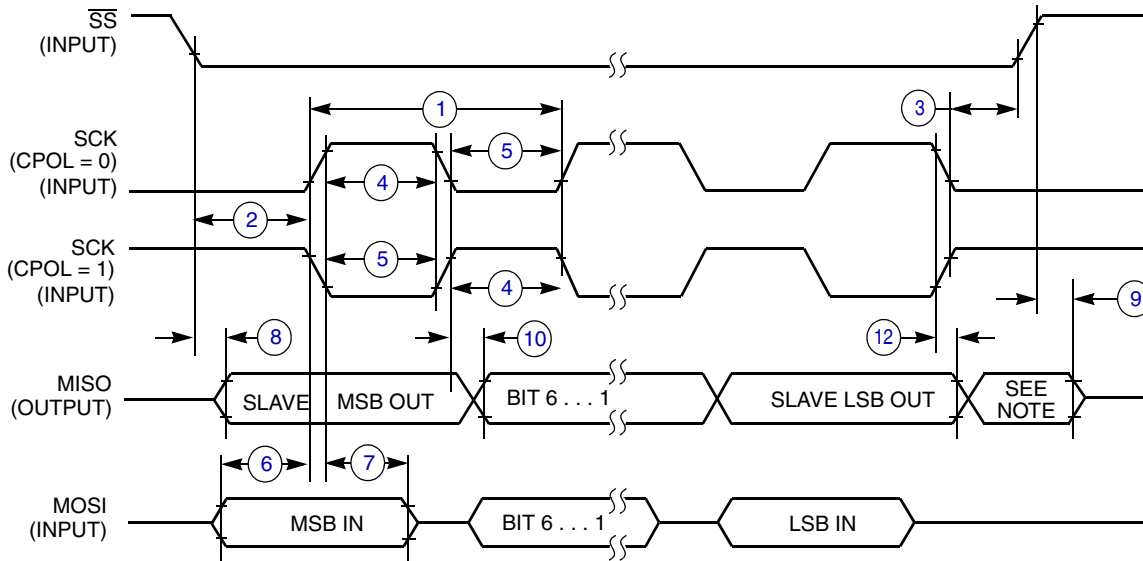 SS
(INPUT)
1
3
SCK
(CPOL = 0)
(INPUT)
5
4
2
SCK
(CPOL = 1)
(INPUT)
5
4
9
8
10
12
MISO
(OUTPUT)
SLAVE MSB OUT
BIT 6 . . . 1
SLAVE LSB OUT
SEE
NOTE
6
7
MOSI
(INPUT)
MSB IN
BIT 6 . . . 1
LSB IN